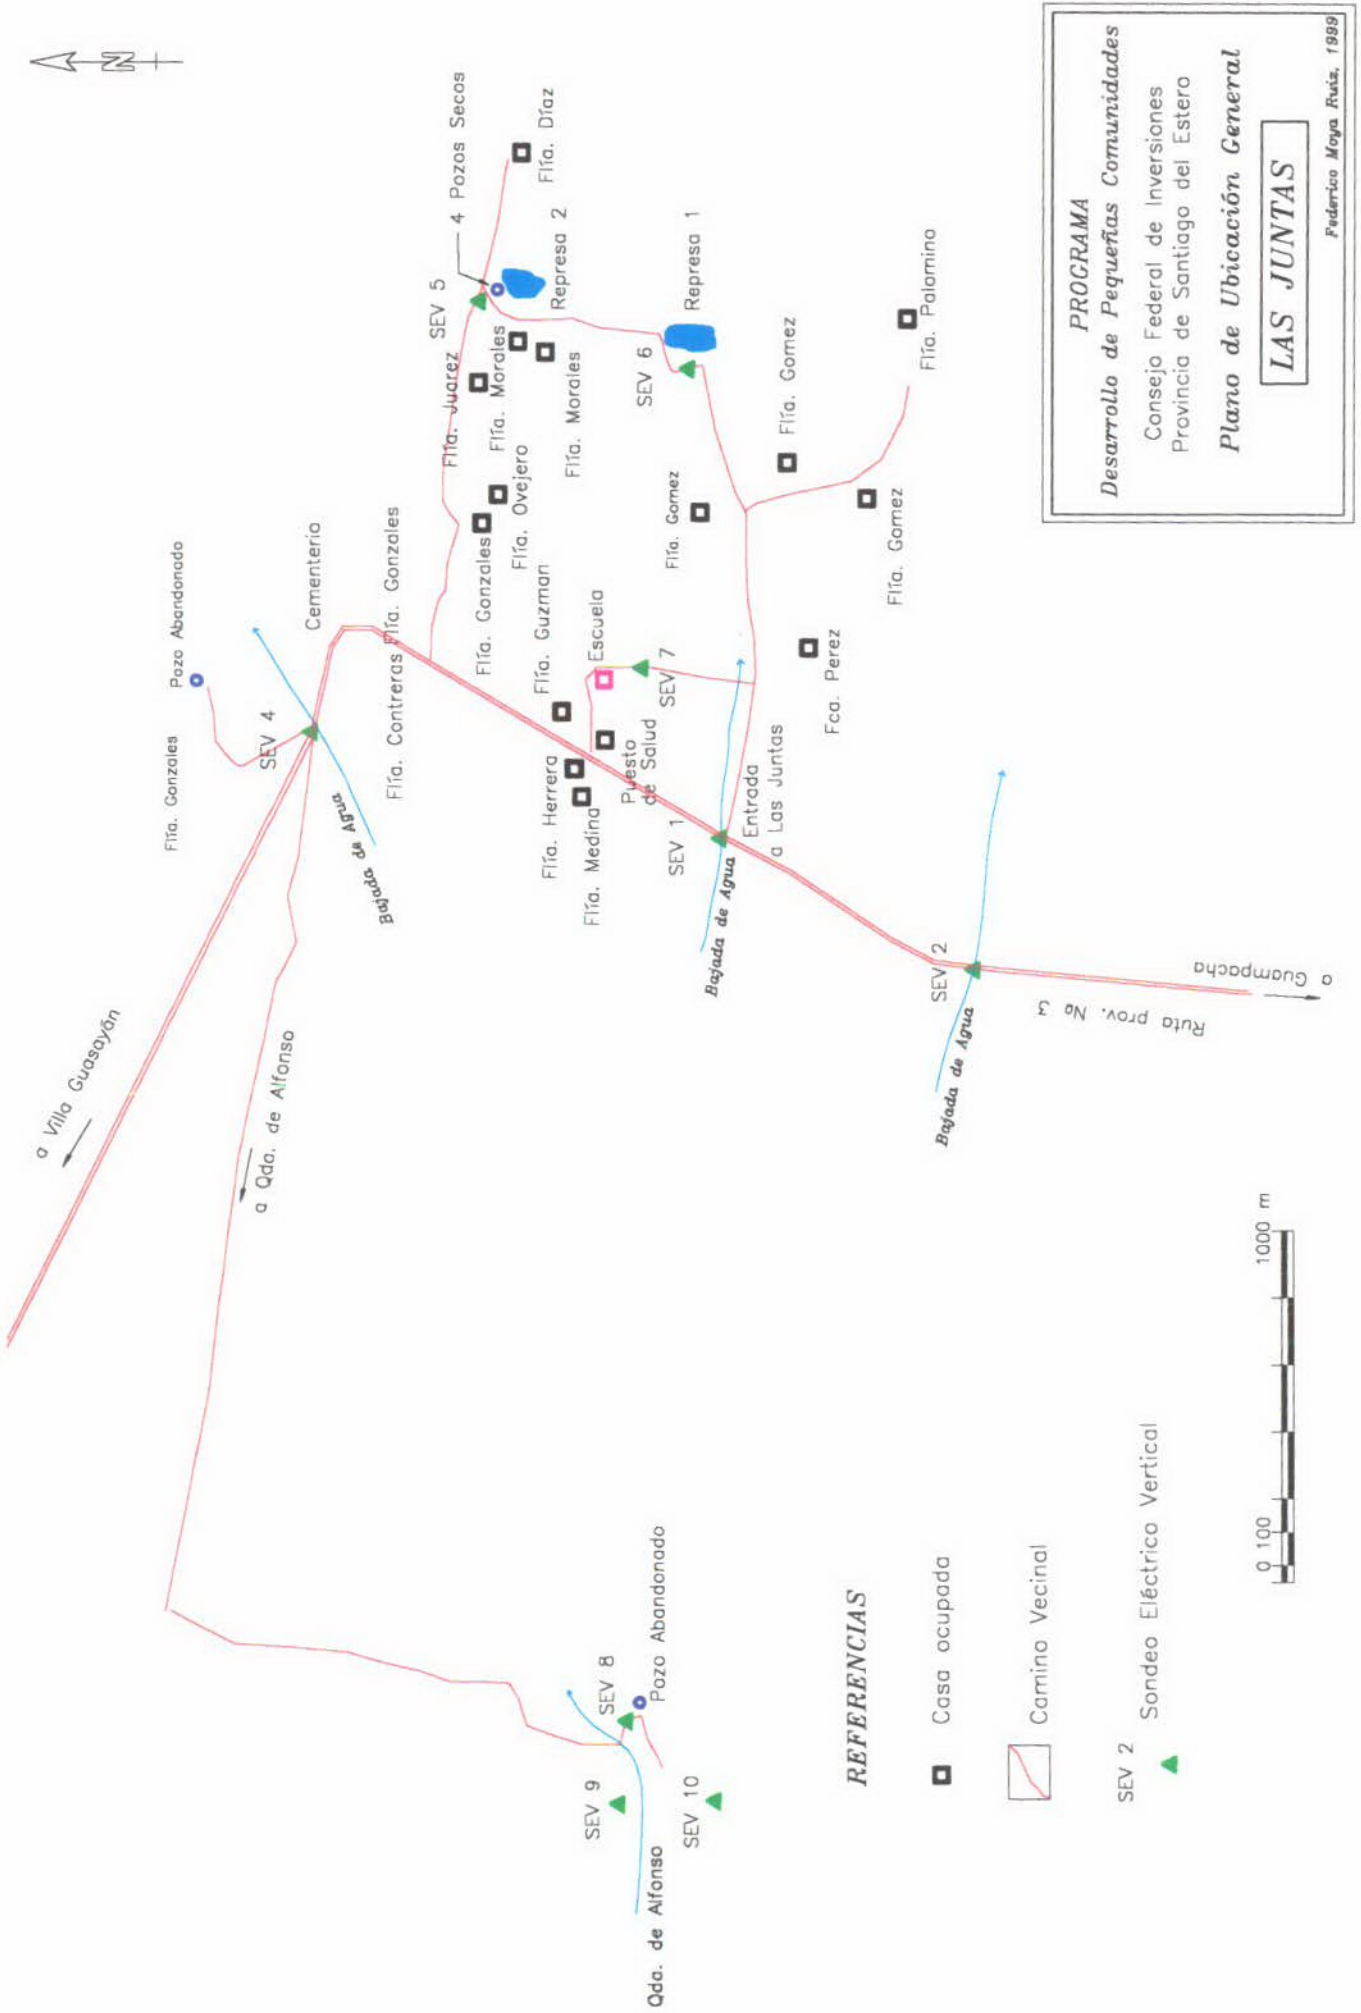 N
a Villa Guasayán
a Qda. de Alfonso
Flía. Gonzales
Pozo Abandonado
SEV 4
Bajada de Agua
Cementerio
Flía. Contreras
Flía. Gonzales
SEV 5
4 Pozos Secos
Flía. Díaz
Represa 2
Flía. Juarez
Flía. Morales
Flía. Morales
Flía. Gonzales
Flía. Ovejero
Flía. Guzman
Escuela
SEV 7
Flía. Herrera
Flía. Medina
Puesto
de Salud
SEV 6
Represa 1
Flía. Gomez
Flía. Gomez
Flía. Gomez
Flía. Palamino
Fca. Perez
SEV 1
Entrada
a Las Juntas
Bajada de Agua
SEV 2
Bajada de Agua
Ruta prov. No 3
a
Guampacha
SEV 8
Pozo Abandonado
SEV 9
SEV 10
Qda. de Alfonso
REFERENCIAS
Casa ocupada
Camino Vecinal
SEV 2
Sondeo Eléctrico Vertical
0 100 1000 m
PROGRAMA
Desarrollo de Pequeñas Comunidades
Consejo Federal de Inversiones
Provincia de Santiago del Estero
Plano de Ubicación General
LAS JUNTAS
Federico Moya Ruiz, 1999